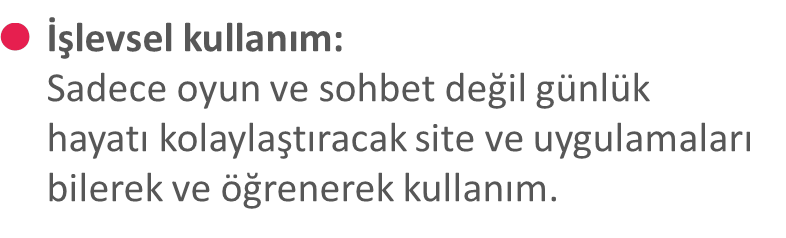 İşlevsel kullanım:
Sadece oyun ve sohbet değil günlük
hayatı kolaylaştıracak site ve uygulamaları
bilerek ve öğrenerek kullanım.